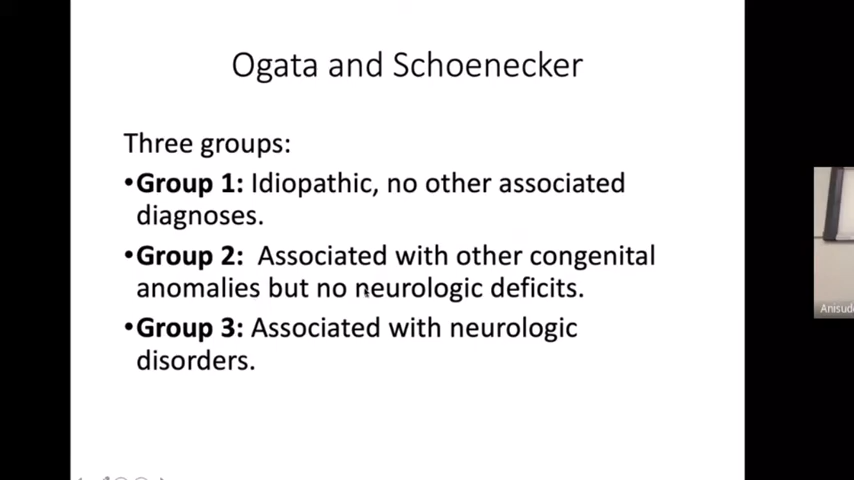 Ogata and Schoenecker
Three groups:
•Group 1: Idiopathic, no other associated
diagnoses.
•Group 2: Associated with other congenital
anomalies but no neurologic deficits.
•Group 3: Associated with neurologic
disorders.
Anisud